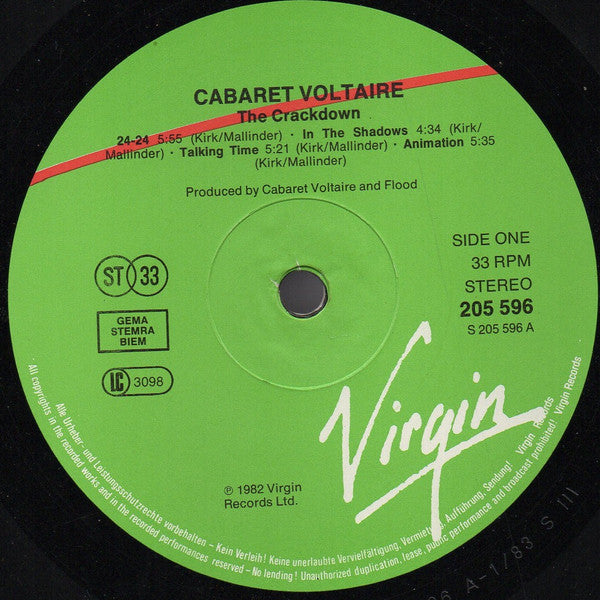 CABARET VOLTAIRE
The Crackdown
24-24 5:55 (Kirk/Mallinder) · In The Shadows 4:34 (Kirk/
Mallinder) · Talking Time 5:21 (Kirk/Mallinder) · Animation 5:35
(Kirk/Mallinder)
Produced by Cabaret Voltaire and Flood
SIDE ONE
33 RPM
STEREO
205 596
S 205 596 A
ST 33
GEMA
STEMRA
BIEM
LC 3098
Virgin
℗ 1982 Virgin
Records Ltd.
Alle Urheber- und Leistungsschutzrechte vorbehalten – Kein Verleih! Keine unerlaubte Vervielfältigung, Vermietung, Aufführung, Sendung! Virgin Records
All copyrights in the recorded works and in the recorded performances reserved – No lending! Unauthorized duplication, lease, public performance and broadcast prohibited! Virgin Records
A-1/83 S III